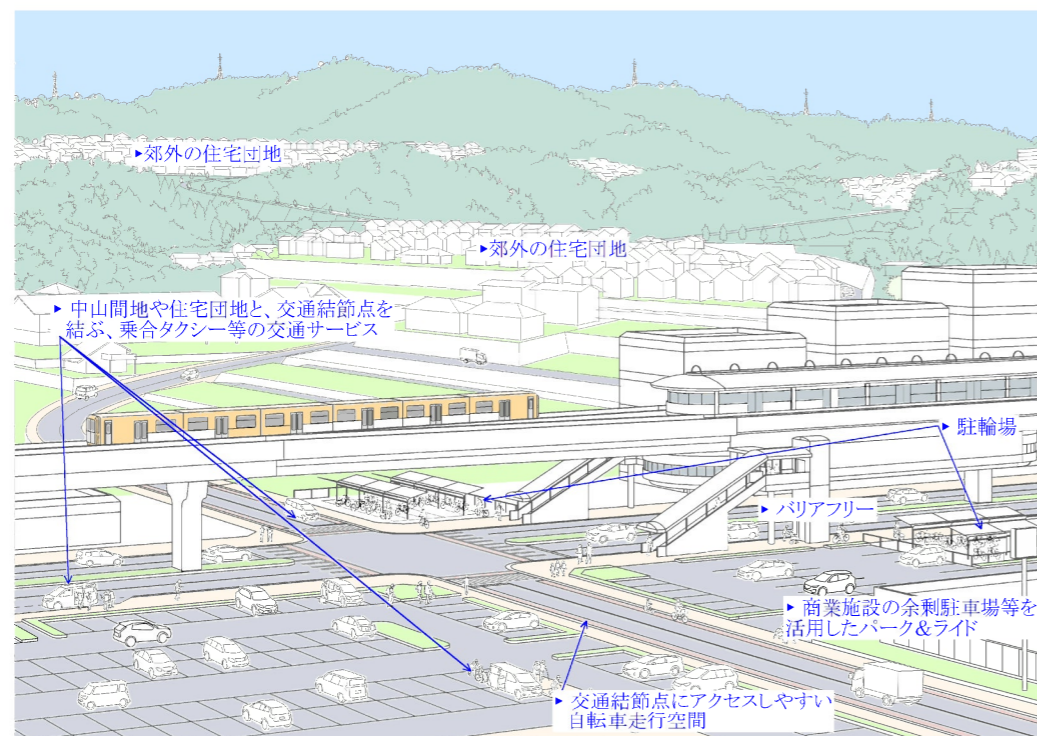 ▸郊外の住宅団地
▸郊外の住宅団地
▸ 中山間地や住宅団地と、交通結節点を
結ぶ、乗合タクシー等の交通サービス
▸ 駐輪場
▸ バリアフリー
▸ 商業施設の余剰駐車場等を
活用したパーク&ライド
▸ 交通結節点にアクセスしやすい
自転車走行空間